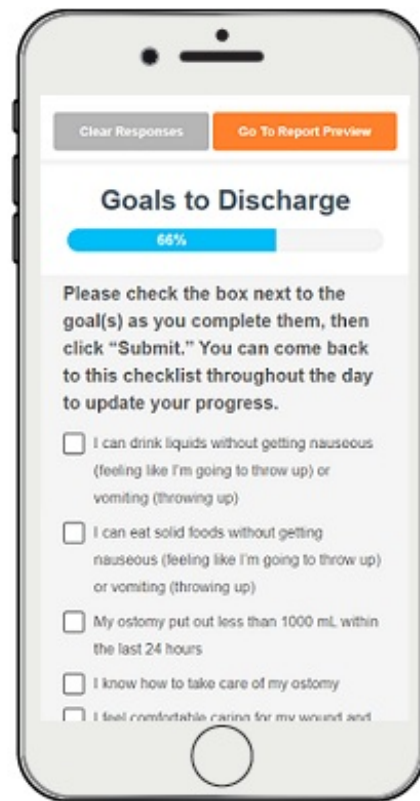 Clear Responses
Go To Report Preview
Goals to Discharge
66%
Please check the box next to the
goal(s) as you complete them, then
click “Submit.” You can come back
to this checklist throughout the day
to update your progress.
I can drink liquids without getting nauseous
(feeling like I'm going to throw up) or
vomiting (throwing up)
I can eat solid foods without getting
nauseous (feeling like I'm going to throw up)
or vomiting (throwing up)
My ostomy put out less than 1000 mL within
the last 24 hours
I know how to take care of my ostomy
I feel comfortable caring for my wound and